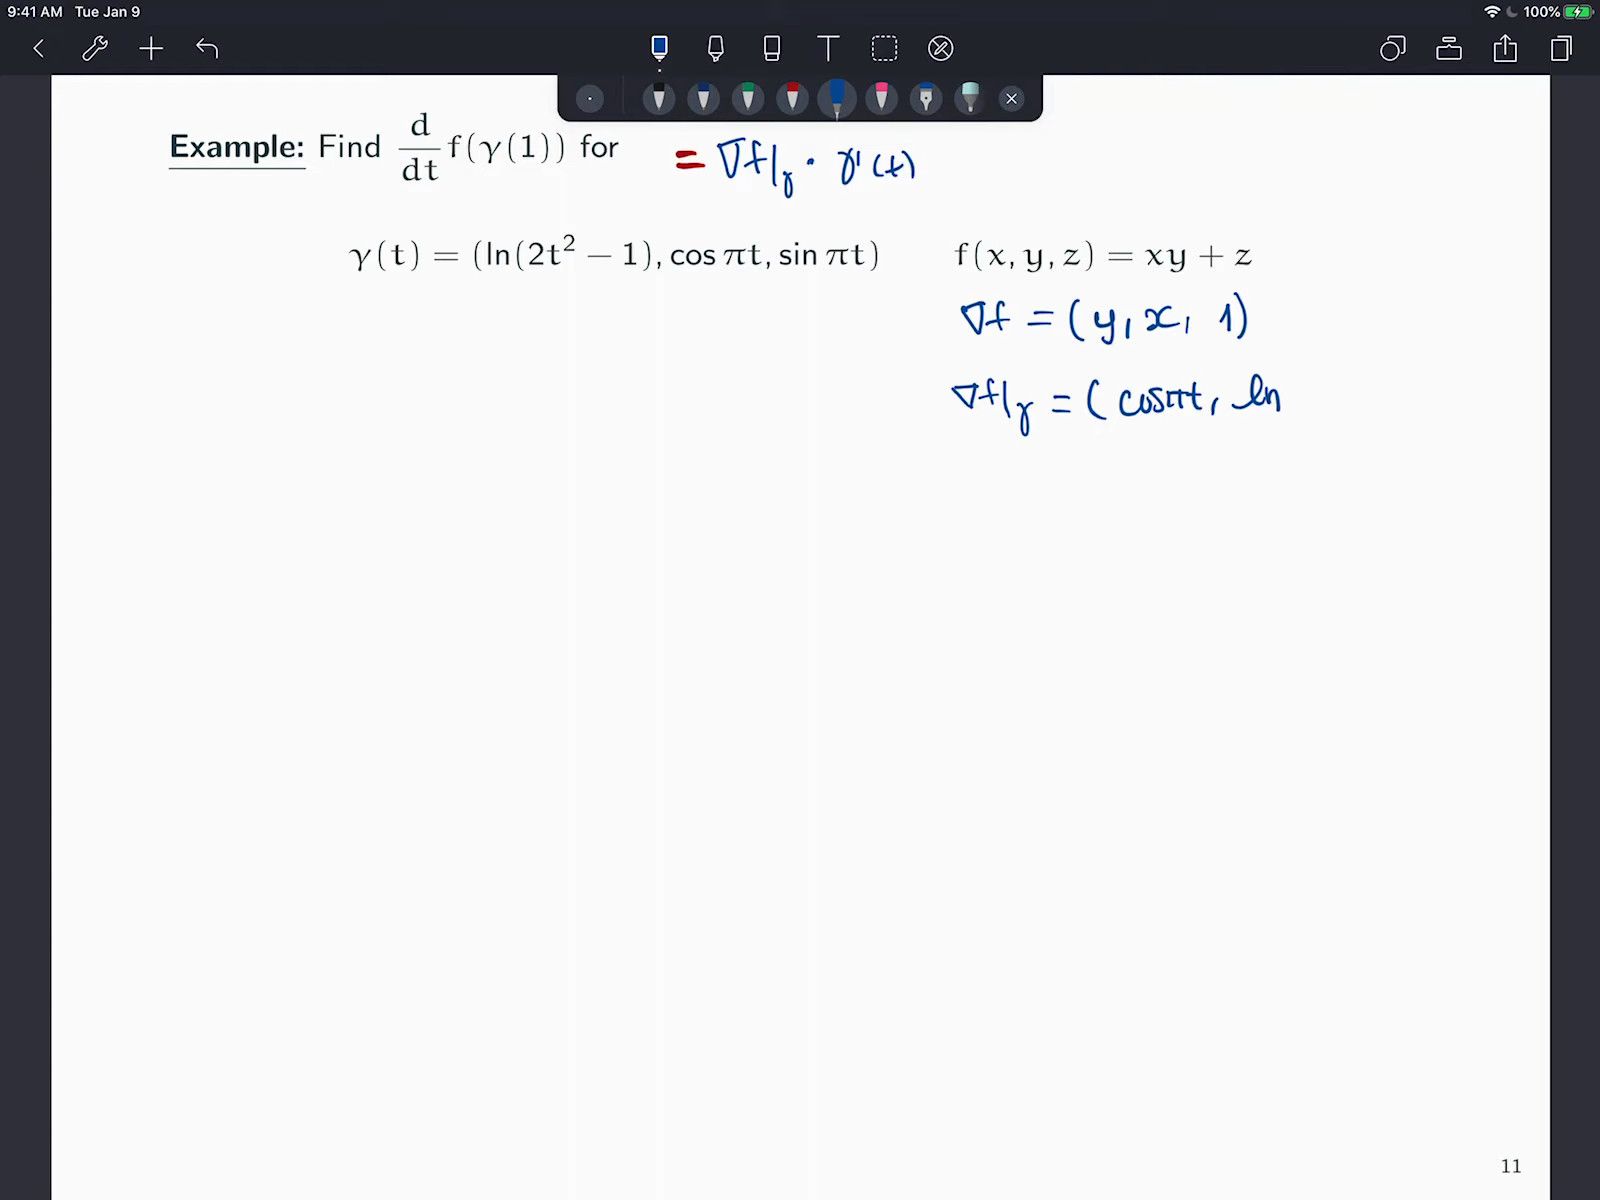 9:41 AM Tue Jan 9
100%
Example: Find d/dt f(γ(1)) for = ∇f|γ · γ'(t)
γ(t) = (ln(2t² − 1), cos πt, sin πt) f(x, y, z) = xy + z
∇f = (y, x, 1)
∇f|γ = ( cosπt, ln
11